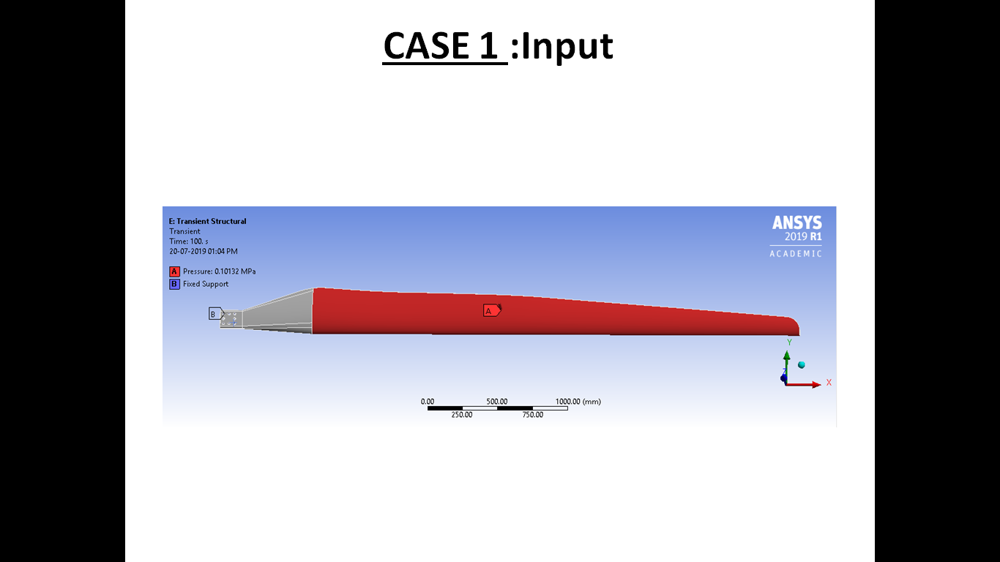 CASE 1 :Input
E: Transient Structural
Transient
Time: 100. s
20-07-2019 01:04 PM
A Pressure: 0.10132 MPa
B Fixed Support
ANSYS
2019 R1
ACADEMIC
B
A
Y
Z
X
0.00 500.00 1000.00 (mm)
250.00 750.00